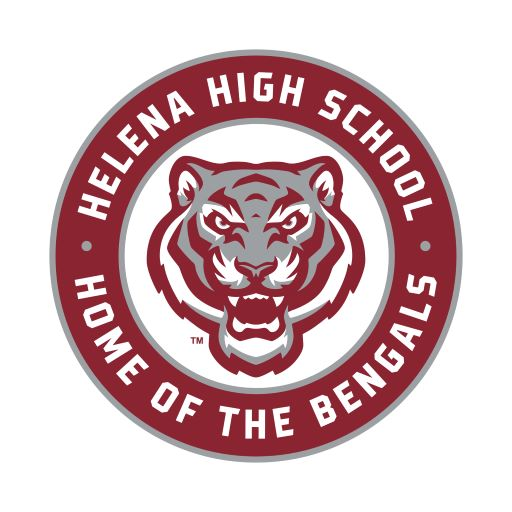 HELENA HIGH SCHOOL
HOME OF THE BENGALS
TM